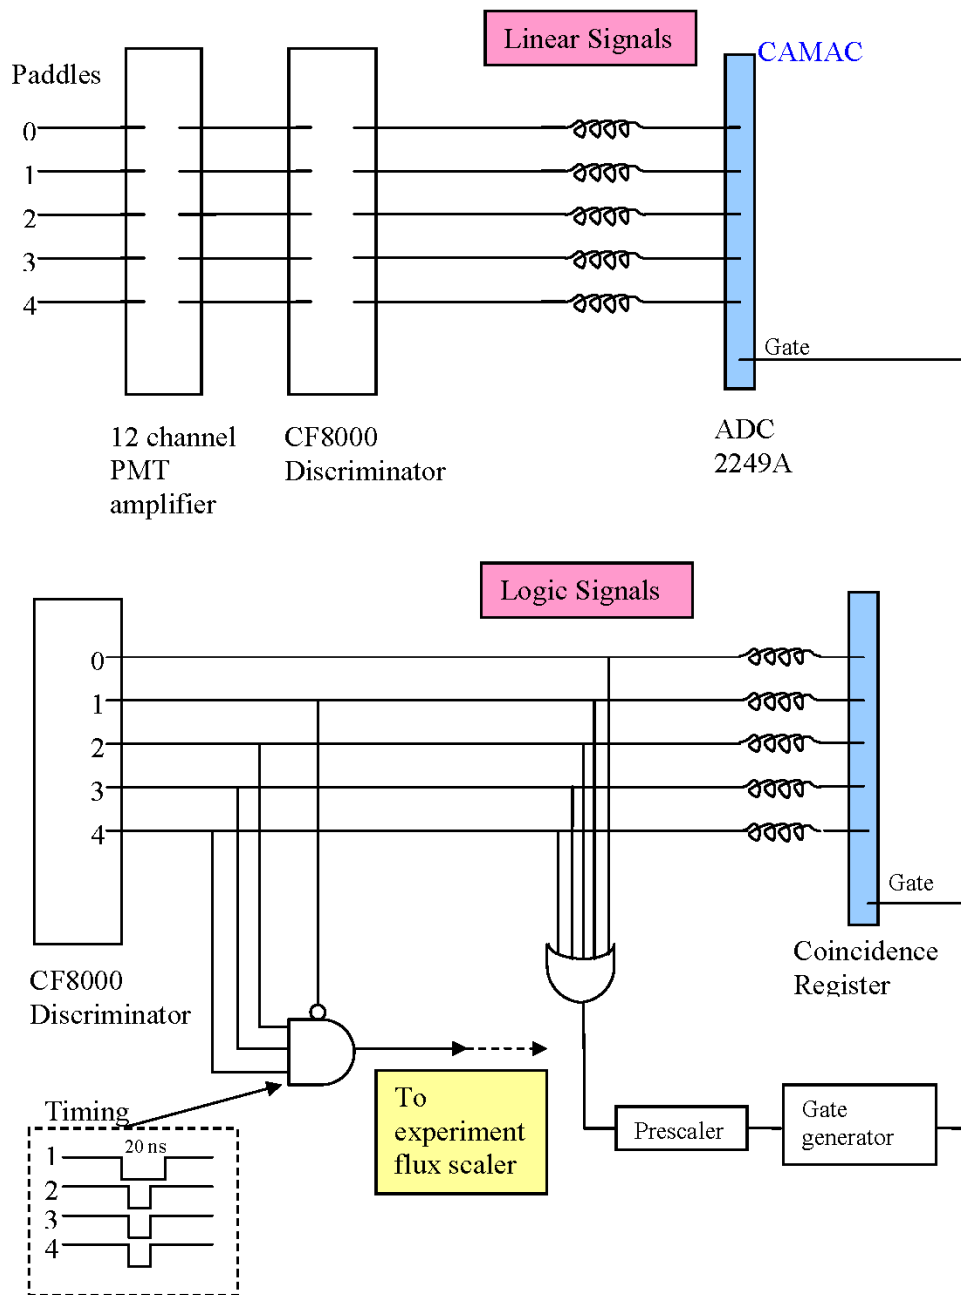 Linear Signals
CAMAC
Paddles
0
1
2
3
4
Gate
12 channel
PMT
amplifier
CF8000
Discriminator
ADC
2249A
Logic Signals
0
1
2
3
4
Gate
CF8000
Discriminator
Coincidence
Register
Timing
20 ns
1
2
3
4
To
experiment
flux scaler
Prescaler
Gate
generator